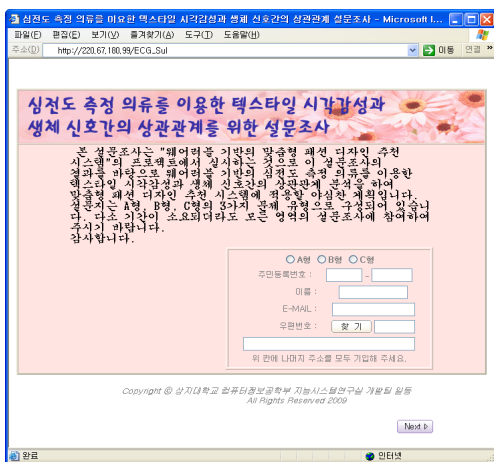 심전도 측정 의류를 이요한 텍스타일 시각감성과 생체 신호간의 상관관계 설문조사 - Microsoft I...
파일(F) 편집(E) 보기(V) 즐겨찾기(A) 도구(T) 도움말(H)
주소(D) http://220.67.180.99/ECG_Sul 이동 연결 »
심전도 측정 의류를 이용한 텍스타일 시각감성과
생체 신호간의 상관관계를 위한 설문조사
본 설문조사는 "웨어러블 기반의 맞춤형 패션 디자인 추천
시스템"의 프로젝트에서 실시하는 것으로 이 설문조사의
결과를 바탕으로 웨어러블 기반의 심전도 측정 의류를 이용한
텍스타일 시각감성과 생체 신호간의 상관관계 분석을 하여
맞춤형 패션 디자인 추천 시스템에 적용할 야심찬 계획입니다.
설문지는 A형, B형, C형의 3가지 문제 유형으로 구성되어 있습니
다. 다소 기간이 소요되더라도 모든 영역의 설문조사에 참여하여
주시기 바랍니다.
감사합니다.
A형 B형 C형
주민등록번호 : -
이름 :
E-MAIL :
우편번호 : 찾 기
위 칸에 나머지 주소를 모두 기입해 주세요.
Copyright ⓒ 상지대학교 컴퓨터정보공학부 지능시스템연구실 개발팀 일동
All Rights Reserved 2009
Next
완료 인터넷